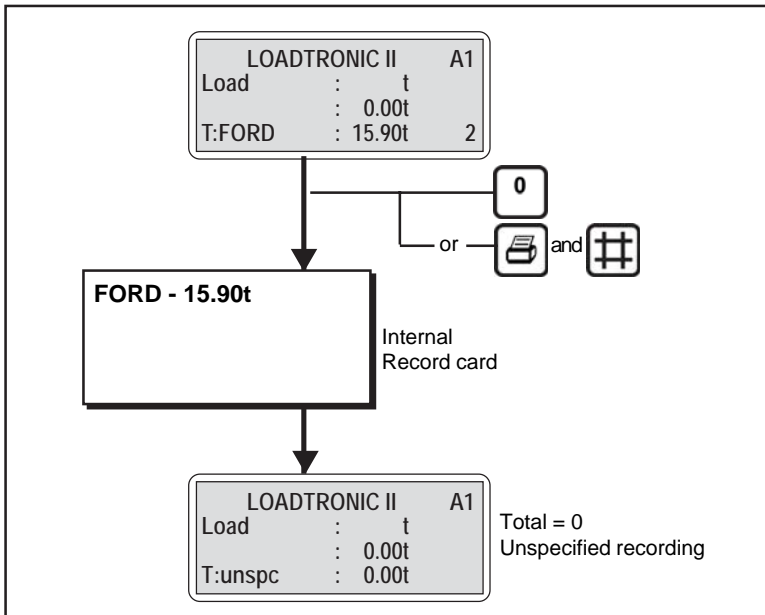 LOADTRONIC II A1
Load : t
: 0.00t
T:FORD : 15.90t 2
0
or and
FORD - 15.90t
Internal
Record card
LOADTRONIC II A1
Load : t
: 0.00t
T:unspc : 0.00t
Total = 0
Unspecified recording